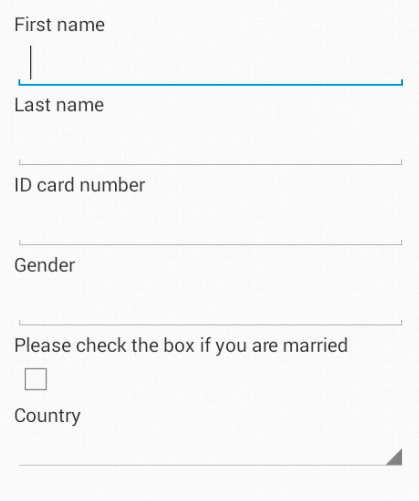 First name
Last name
ID card number
Gender
Please check the box if you are married
Country